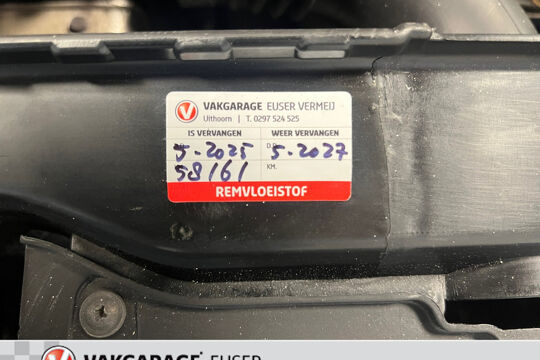 VAKGARAGE EUSER VERMEIJ
Uithoorn | T. 0297 524 525
IS VERVANGEN WEER VERVANGEN
5-2025 D.D. 5-2027
58161 KM.
REMVLOEISTOF
VAKGARAGE EUSER